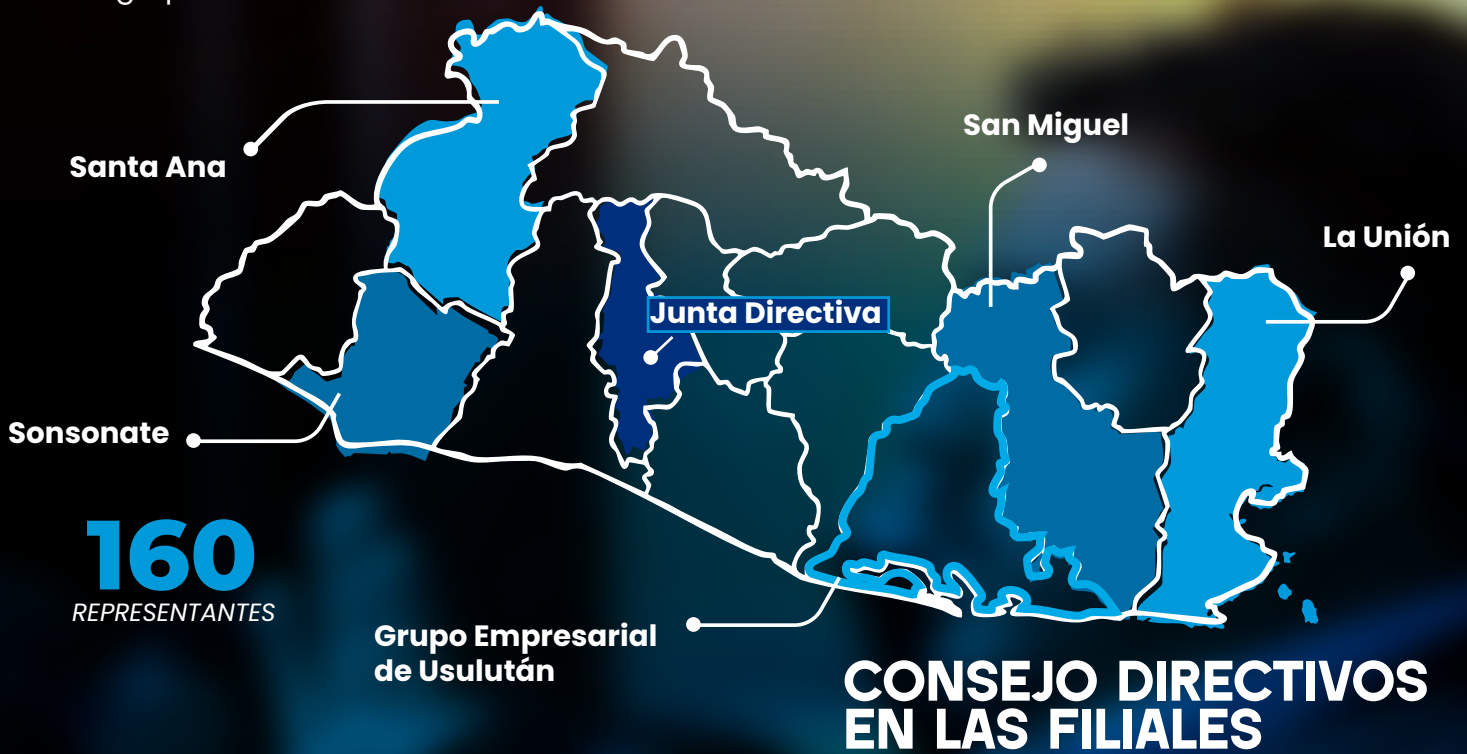 San Miguel
Santa Ana
La Unión
Junta Directiva
Sonsonate
160
REPRESENTANTES
Grupo Empresarial
de Usulután
CONSEJO DIRECTIVOS
EN LAS FILIALES